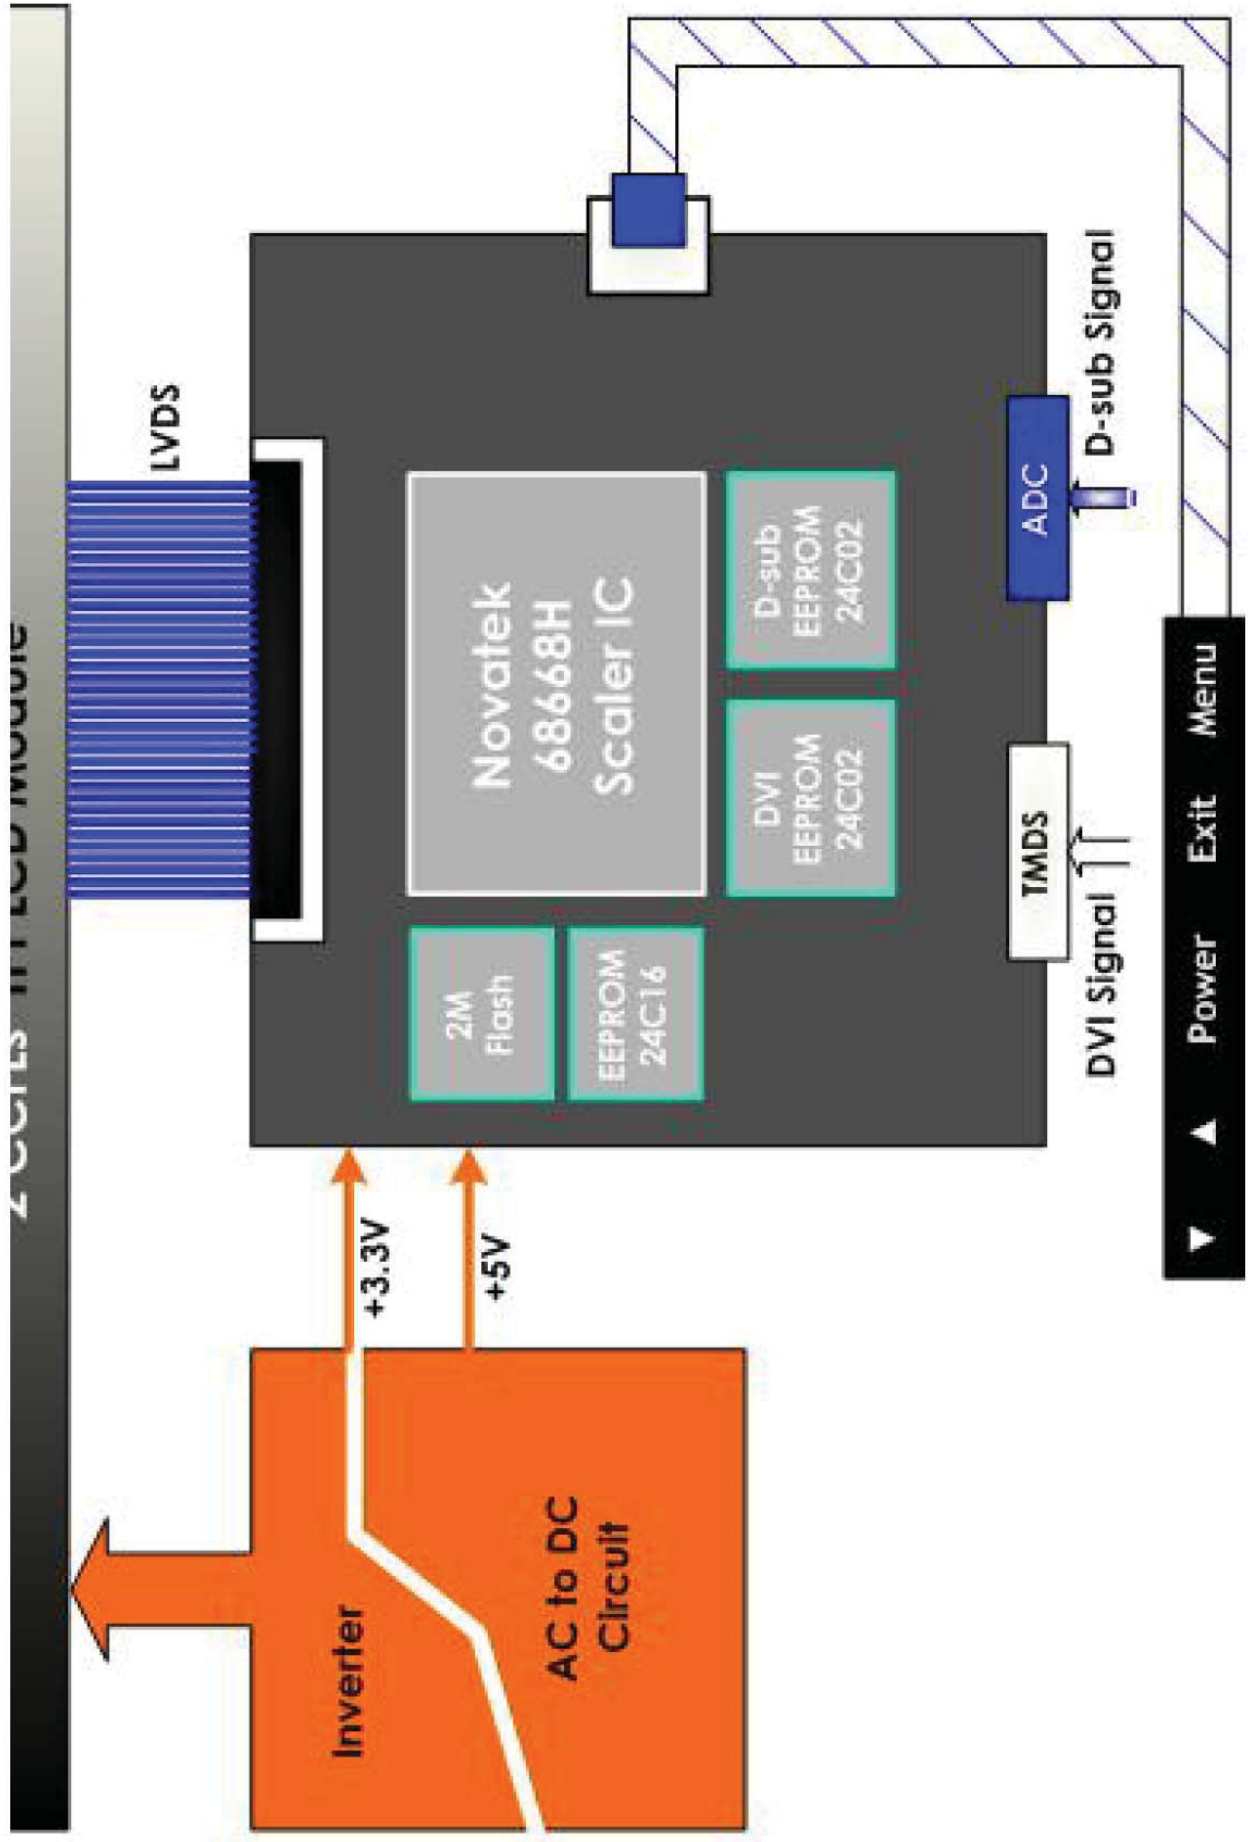 LVDS
Novatek
68668H
Scaler IC
2M
Flash
EEPROM
24C16
DVI
EEPROM
24C02
D-sub
EEPROM
24C02
+3.3V
+5V
Inverter
AC to DC
Circuit
TMDS
ADC
DVI Signal
D-sub Signal
▼ ▲ Power Exit Menu